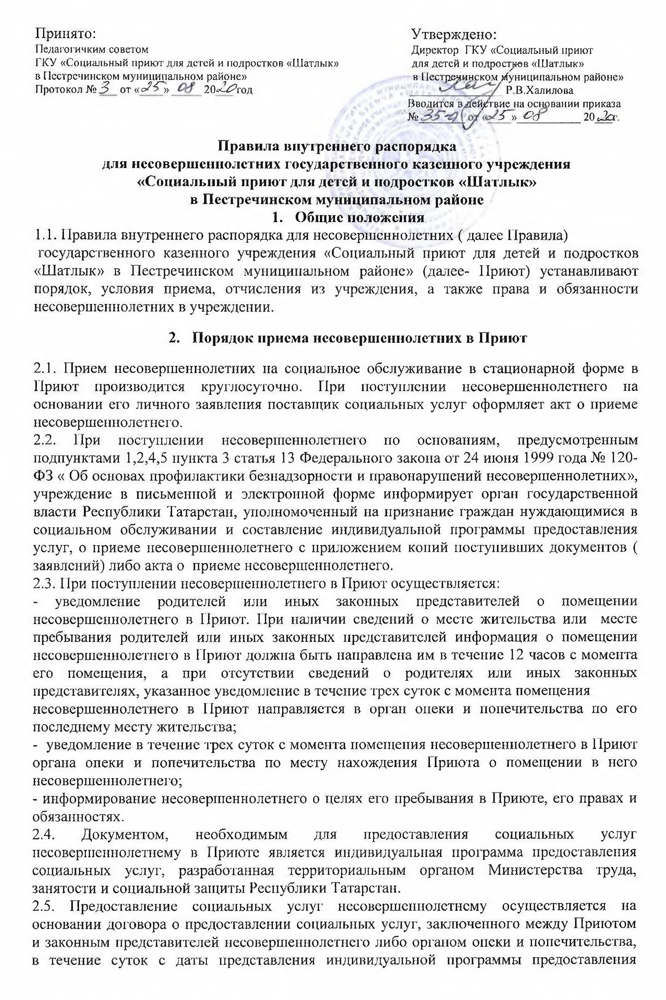 Принято:
Педагогичким советом
ГКУ «Социальный приют для детей и подростков «Шатлык»
в Пестречинском муниципальном районе»
Протокол № 3 от «25» 08 2020 год
Утверждено:
Директор ГКУ «Социальный приют
для детей и подростков «Шатлык»
в Пестречинском муниципальном районе»
Р.В.Халилова
Вводится в действие на основании приказа
№ 35-Д от «25» 08 2020г.
Правила внутреннего распорядка
для несовершеннолетних государственного казенного учреждения
«Социальный приют для детей и подростков «Шатлык»
в Пестречинском муниципальном районе
1. Общие положения
1.1. Правила внутреннего распорядка для несовершеннолетних ( далее Правила)
государственного казенного учреждения «Социальный приют для детей и подростков
«Шатлык» в Пестречинском муниципальном районе» (далее- Приют) устанавливают
порядок, условия приема, отчисления из учреждения, а также права и обязанности
несовершеннолетних в учреждении.
2. Порядок приема несовершеннолетних в Приют
2.1. Прием несовершеннолетних на социальное обслуживание в стационарной форме в
Приют производится круглосуточно. При поступлении несовершеннолетнего на
основании его личного заявления поставщик социальных услуг оформляет акт о приеме
несовершеннолетнего.
2.2. При поступлении несовершеннолетнего по основаниям, предусмотренным
подпунктами 1,2,4,5 пункта 3 статья 13 Федерального закона от 24 июня 1999 года № 120-
ФЗ « Об основах профилактики безнадзорности и правонарушений несовершеннолетних»,
учреждение в письменной и электронной форме информирует орган государственной
власти Республики Татарстан, уполномоченный на признание граждан нуждающимися в
социальном обслуживании и составление индивидуальной программы предоставления
услуг, о приеме несовершеннолетнего с приложением копий поступивших документов (
заявлений) либо акта о приеме несовершеннолетнего.
2.3. При поступлении несовершеннолетнего в Приют осуществляется:
- уведомление родителей или иных законных представителей о помещении
несовершеннолетнего в Приют. При наличии сведений о месте жительства или месте
пребывания родителей или иных законных представителей информация о помещении
несовершеннолетнего в Приют должна быть направлена им в течение 12 часов с момента
его помещения, а при отсутствии сведений о родителях или иных законных
представителях, указанное уведомление в течение трех суток с момента помещения
несовершеннолетнего в Приют направляется в орган опеки и попечительства по его
последнему месту жительства;
- уведомление в течение трех суток с момента помещения несовершеннолетнего в Приют
органа опеки и попечительства по месту нахождения Приюта о помещении в него
несовершеннолетнего;
- информирование несовершеннолетнего о целях его пребывания в Приюте, его правах и
обязанностях.
2.4. Документом, необходимым для предоставления социальных услуг
несовершеннолетнему в Приюте является индивидуальная программа предоставления
социальных услуг, разработанная территориальным органом Министерства труда,
занятости и социальной защиты Республики Татарстан.
2.5. Предоставление социальных услуг несовершеннолетнему осуществляется на
основании договора о предоставлении социальных услуг, заключенного между Приютом
и законным представителей несовершеннолетнего либо органом опеки и попечительства,
в течение суток с даты представления индивидуальной программы предоставления